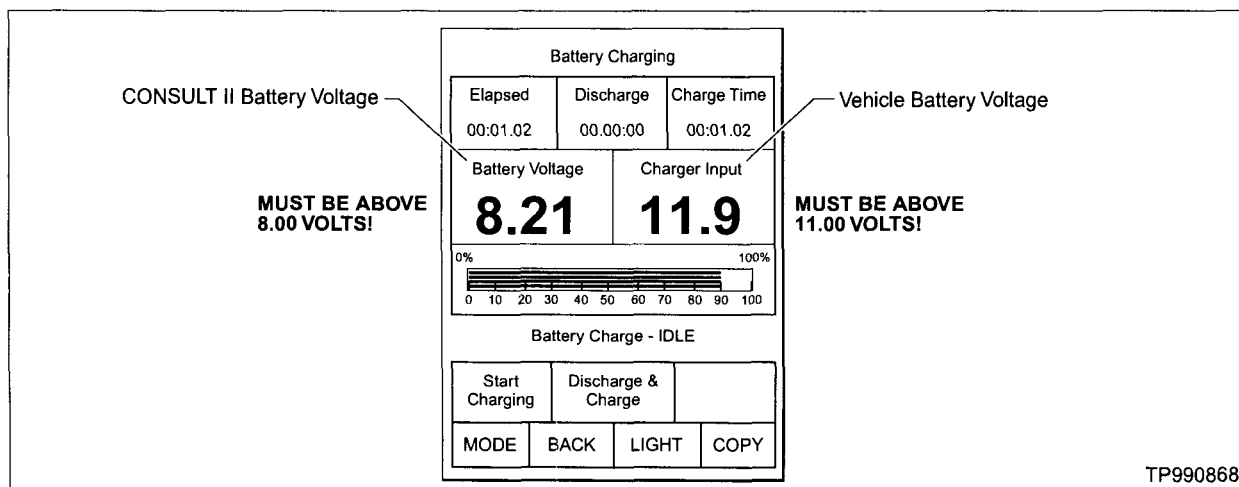 Battery Charging
CONSULT II Battery Voltage
Elapsed Discharge Charge Time
00:01.02 00.00:00 00:01.02
Vehicle Battery Voltage
Battery Voltage Charger Input
MUST BE ABOVE
8.00 VOLTS!
8.21 11.9
MUST BE ABOVE
11.00 VOLTS!
0% 100%
0 10 20 30 40 50 60 70 80 90 100
Battery Charge - IDLE
Start
Charging
Discharge &
Charge
MODE BACK LIGHT COPY
TP990868